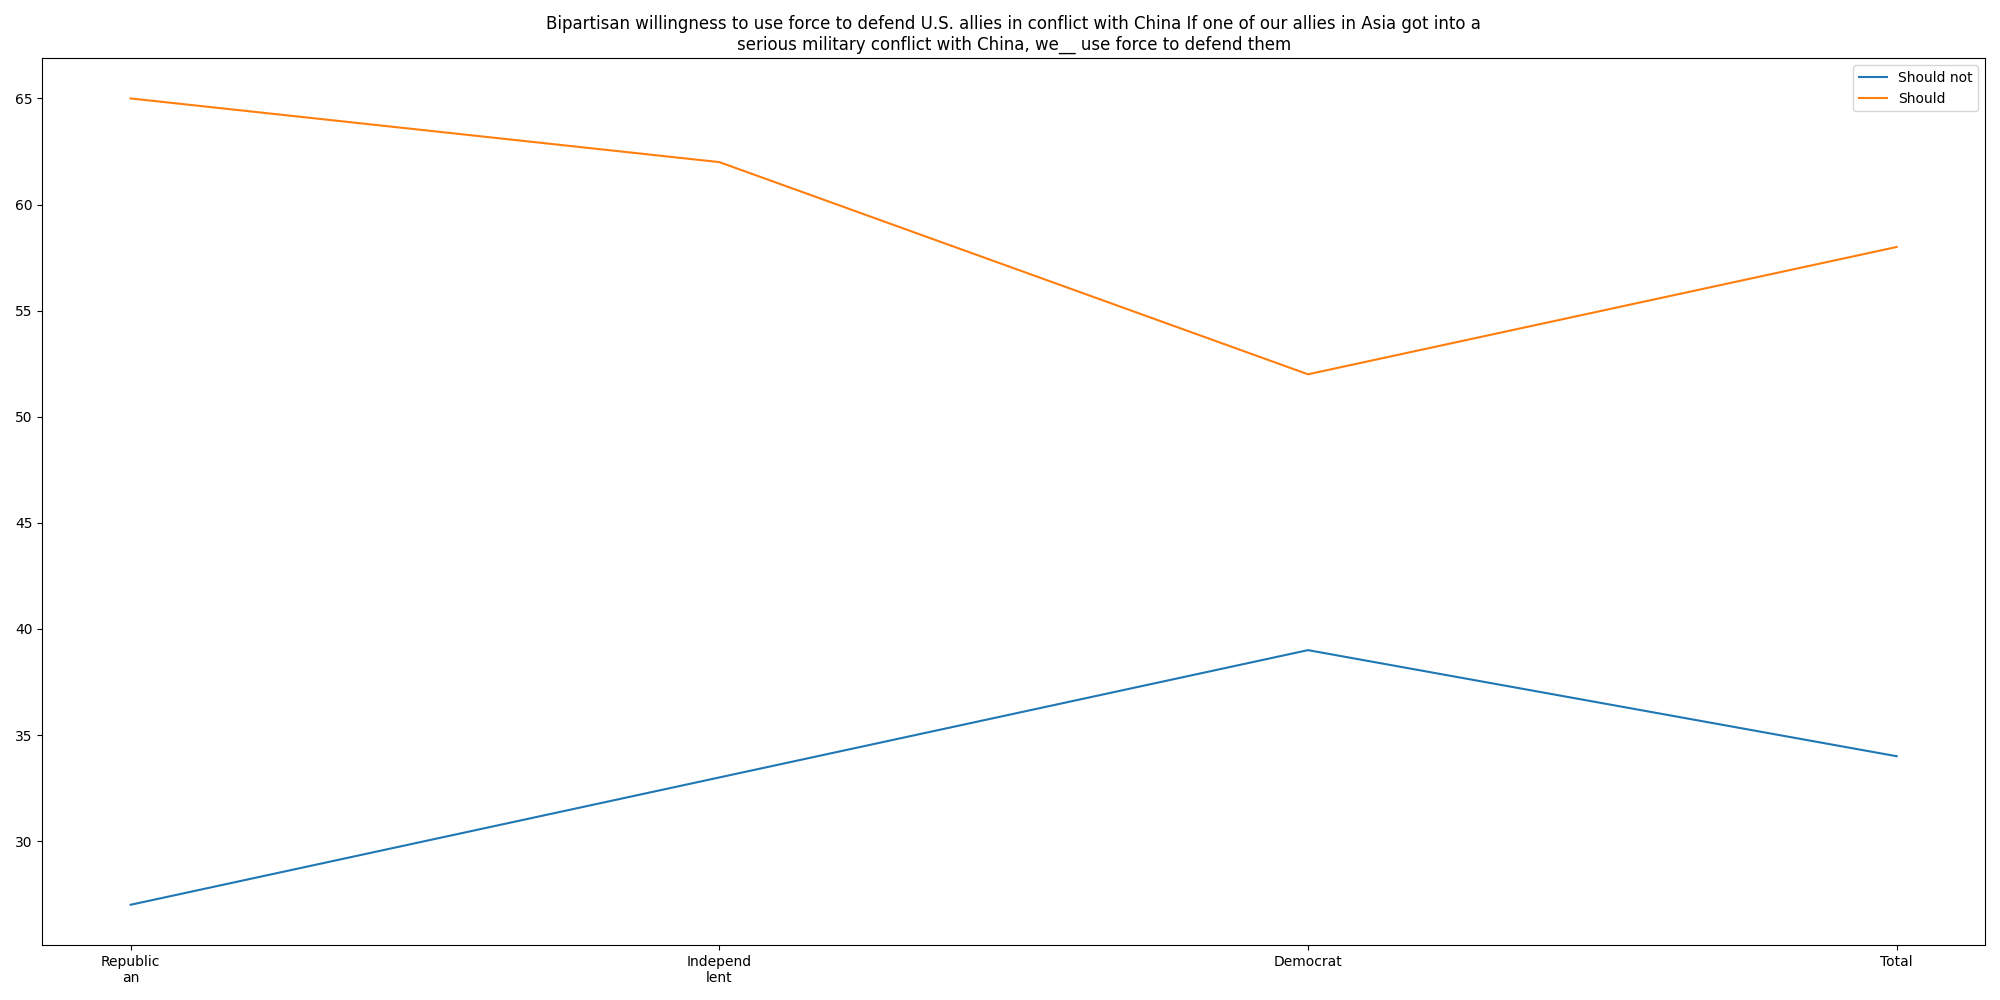 Bipartisan willingness to use force to defend U.S. allies in conflict with China If one of our allies in Asia got into a
serious military conflict with China, we__ use force to defend them
Should not
Should
65
60
55
50
45
40
35
30
Republic
an
Independ
lent
Democrat
Total